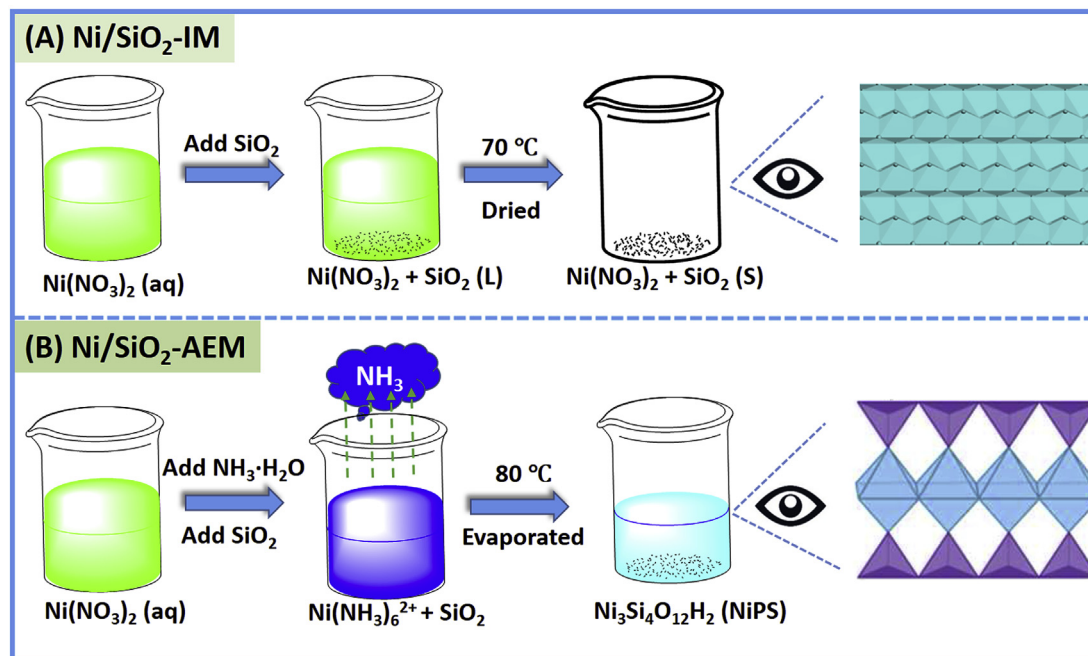 (A) Ni/SiO₂-IM
Add SiO₂
70 ℃
Dried
Ni(NO₃)₂ (aq)
Ni(NO₃)₂ + SiO₂ (L)
Ni(NO₃)₂ + SiO₂ (S)
(B) Ni/SiO₂-AEM
NH₃
Add NH₃·H₂O
Add SiO₂
80 ℃
Evaporated
Ni(NO₃)₂ (aq)
Ni(NH₃)₆²⁺ + SiO₂
Ni₃Si₄O₁₂H₂ (NiPS)